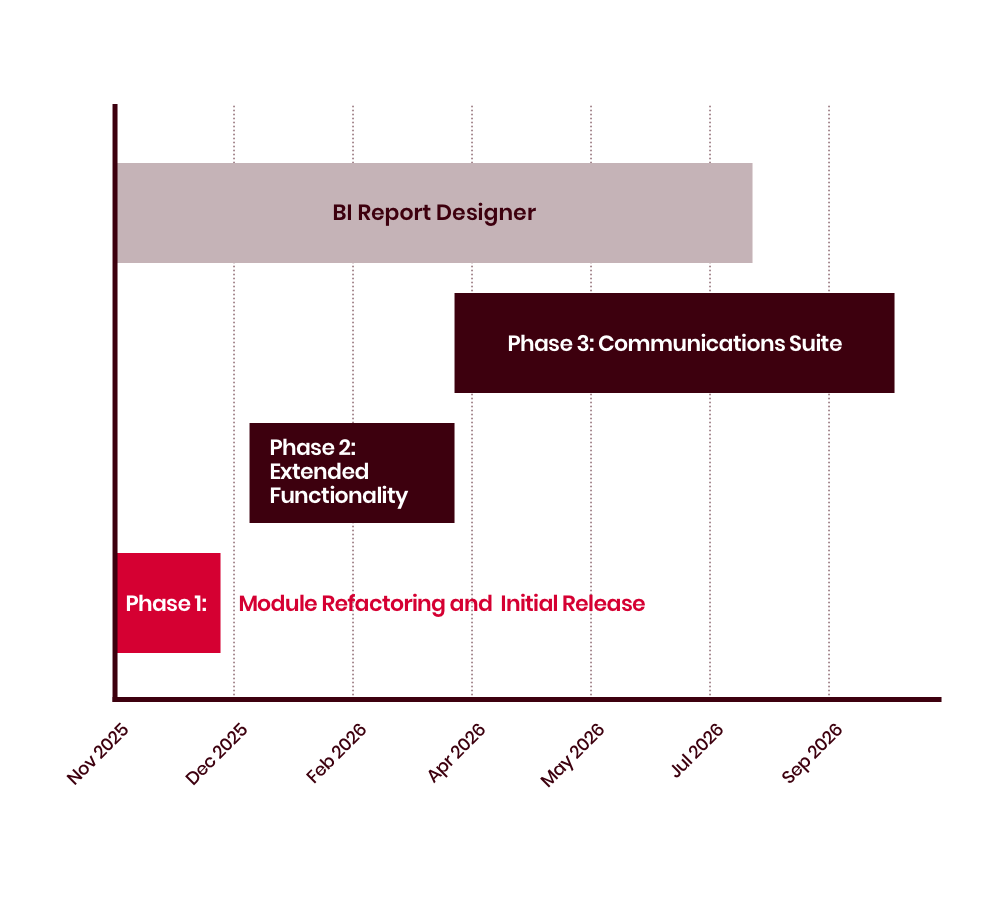 BI Report Designer
Phase 3: Communications Suite
Phase 2:
Extended
Functionality
Phase 1: Module Refactoring and Initial Release
Nov 2025
Dec 2025
Feb 2026
Apr 2026
May 2026
Jul 2026
Sep 2026